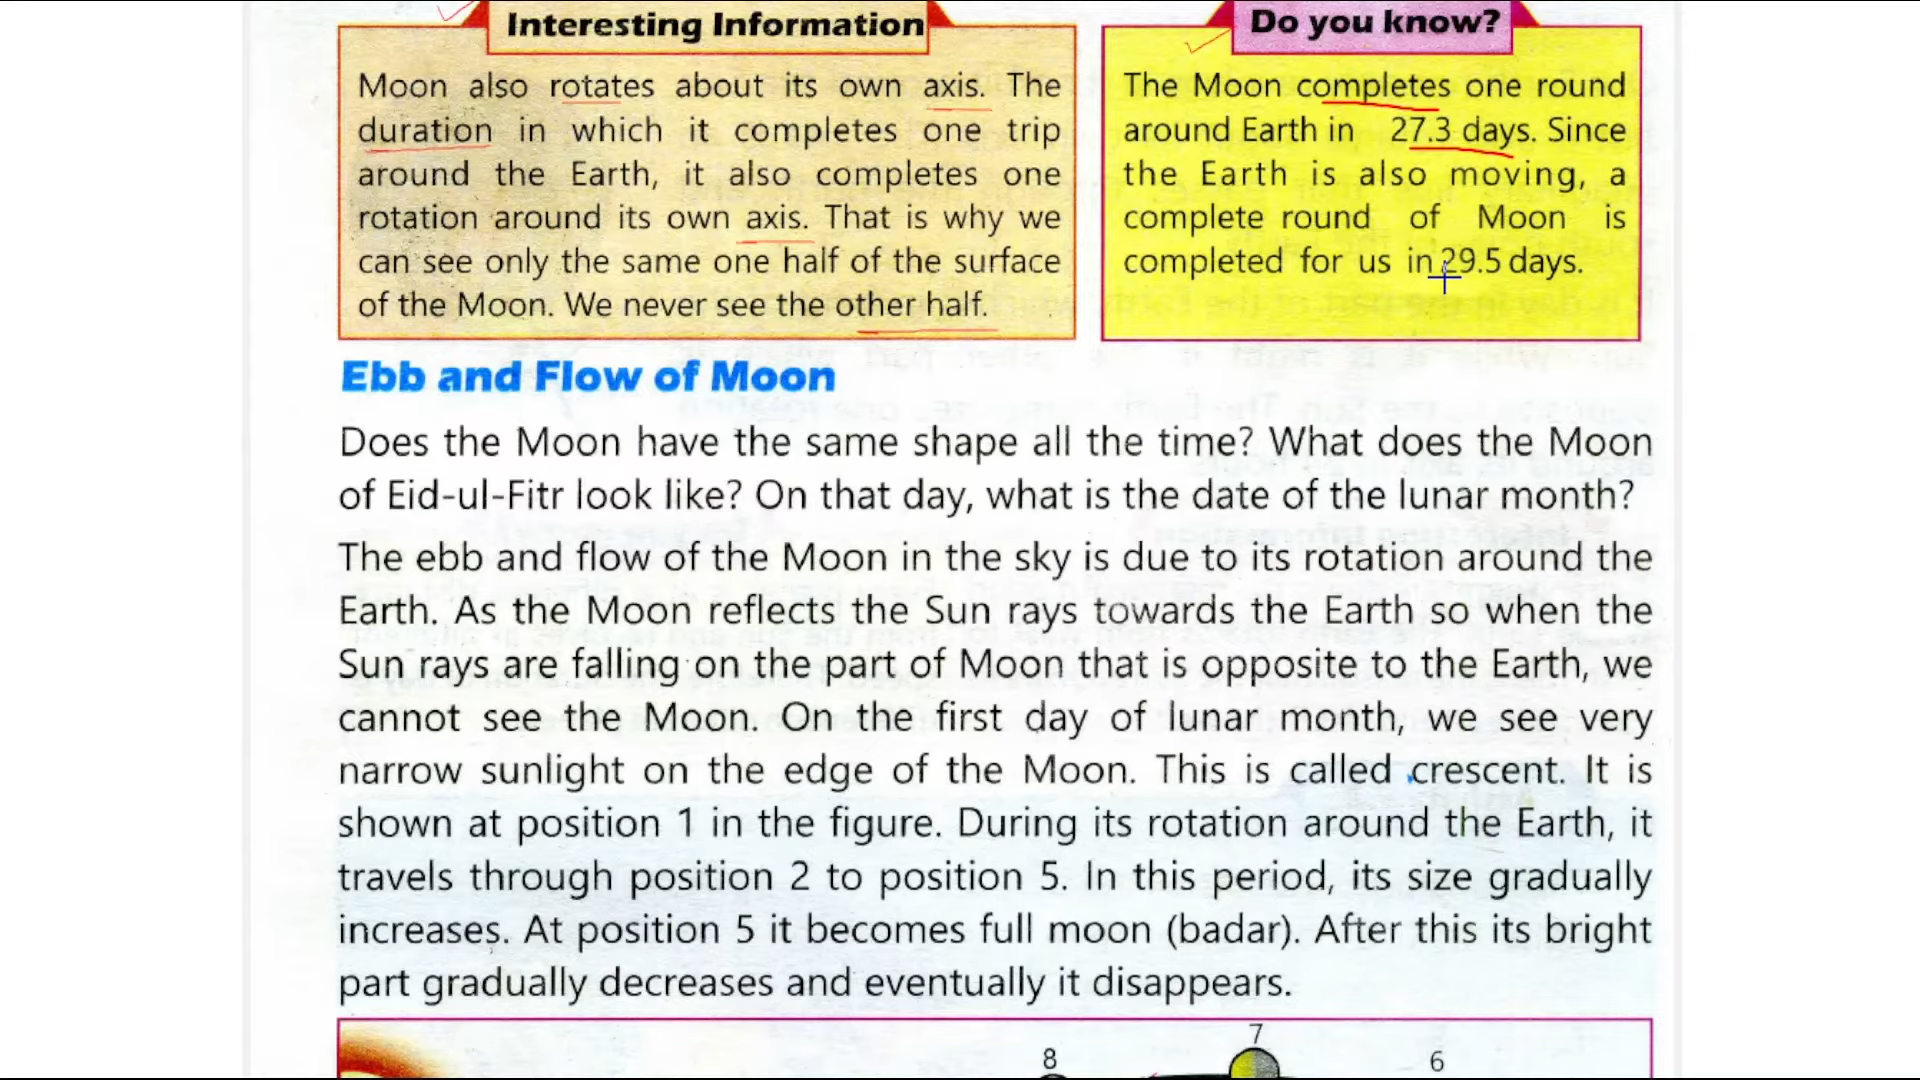 Interesting Information
Moon also rotates about its own axis. The
duration in which it completes one trip
around the Earth, it also completes one
rotation around its own axis. That is why we
can see only the same one half of the surface
of the Moon. We never see the other half.
Do you know?
The Moon completes one round
around Earth in 27.3 days. Since
the Earth is also moving, a
complete round of Moon is
completed for us in 29.5 days.
Ebb and Flow of Moon
Does the Moon have the same shape all the time? What does the Moon
of Eid-ul-Fitr look like? On that day, what is the date of the lunar month?
The ebb and flow of the Moon in the sky is due to its rotation around the
Earth. As the Moon reflects the Sun rays towards the Earth so when the
Sun rays are falling on the part of Moon that is opposite to the Earth, we
cannot see the Moon. On the first day of lunar month, we see very
narrow sunlight on the edge of the Moon. This is called crescent. It is
shown at position 1 in the figure. During its rotation around the Earth, it
travels through position 2 to position 5. In this period, its size gradually
increases. At position 5 it becomes full moon (badar). After this its bright
part gradually decreases and eventually it disappears.
7
8
6